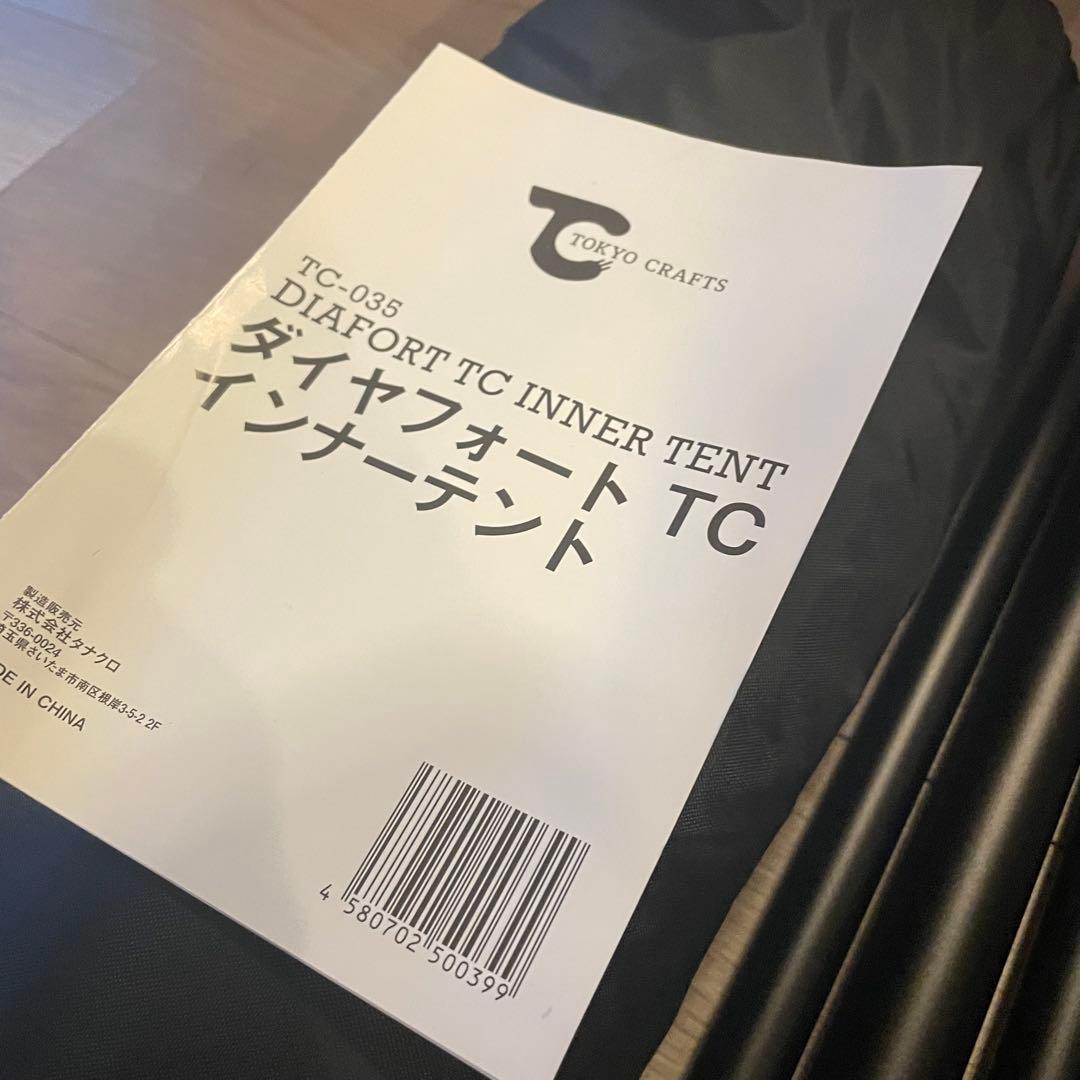 TC TOKYO CRAFTS
TC-035
DIAFORT TC INNER TENT
ダイヤフォート TC
インナーテント
製造販売元
株式会社タナクロ
〒336-0024
埼玉県さいたま市南区根岸3-5-2 2F
DE IN CHINA
4 580702 500399